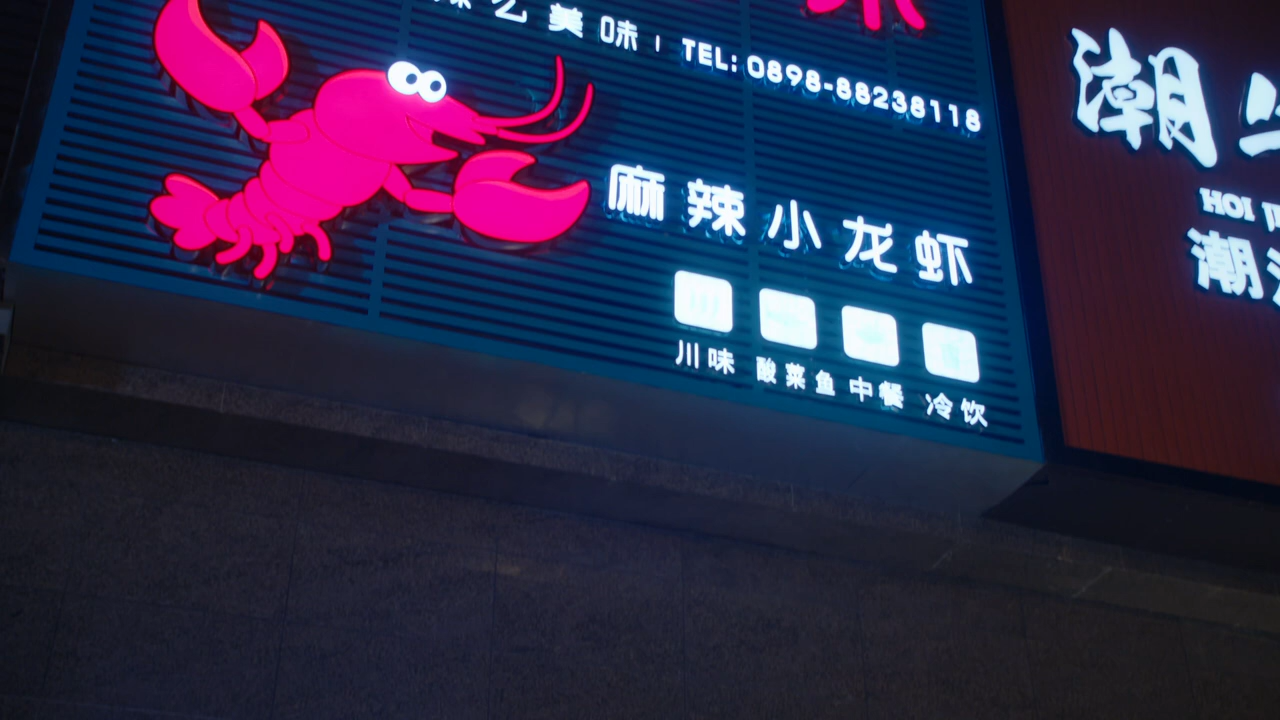 么美味 | TEL: 0898-88238118
麻辣小龙虾
川味 酸菜鱼 中餐 冷饮
潮
HOI
潮